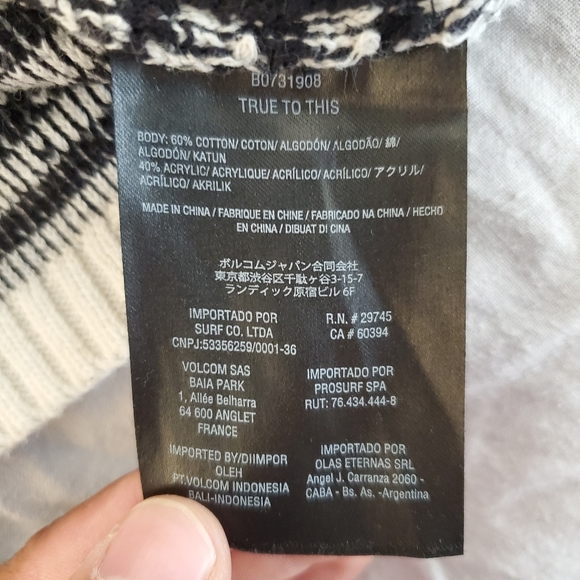 B0731908
TRUE TO THIS
BODY: 60% COTTON/ COTON/ ALGODÓN/ ALGODÃO/ 綿/
ALGODÓN/ KATUN
40% ACRYLIC/ ACRYLIQUE/ ACRÍLICO/ ACRÍLICO/ アクリル/
ACRÍLICO/ AKRILIK
MADE IN CHINA / FABRIQUE EN CHINE / FABRICADO NA CHINA / HECHO
EN CHINA / DIBUAT DI CINA
ボルコムジャパン合同会社
東京都渋谷区千駄ヶ谷3-15-7
ランディック原宿ビル 6F
IMPORTADO POR
SURF CO, LTDA
CNPJ:53356259/0001-36
R.N. # 29745
CA # 60394
VOLCOM SAS
BAIA PARK
1, Allée Belharra
64 600 ANGLET
FRANCE
IMPORTADO POR
PROSURF SPA
RUT: 76.434.444-8
IMPORTED BY/DIIMPOR
OLEH
PT.VOLCOM INDONESIA
BALI-INDONESIA
IMPORTADO POR
OLAS ETERNAS SRL
Angel J. Carranza 2060 -
CABA - Bs. As. -Argentina